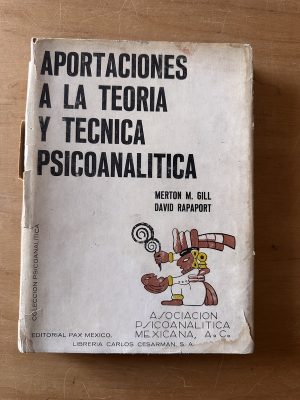 APORTACIONES
A LA TEORIA
Y TECNICA
PSICOANALITICA
MERTON M. GILL
DAVID RAPAPORT
COLECCION PSICOANALITICA
ASOCIACION
PSICOANALITICA
MEXICANA, A.C.
EDITORIAL PAX MEXICO.
LIBRERIA CARLOS CESARMAN, S.A.